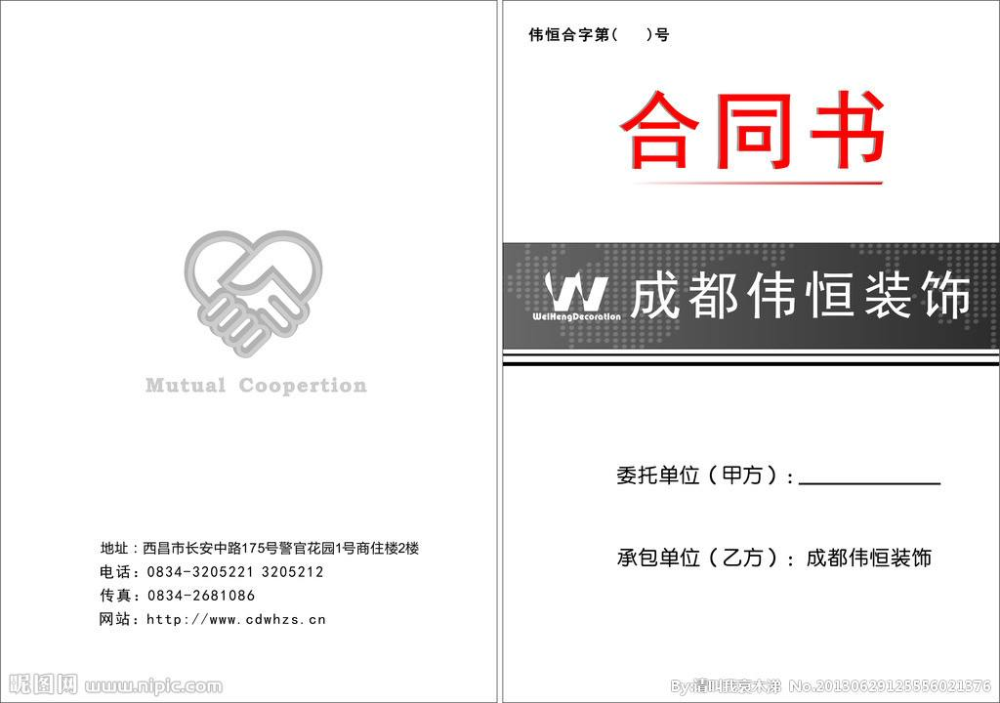 Mutual Coopertion
地址：西昌市长安中路175号警官花园1号商住楼2楼
电话：0834-3205221 3205212
传真：0834-2681086
网站：http://www.cdwhzs.cn
昵图网 www.nipic.com
伟恒合字第(　　)号
合同书
WeiHengDecoration
成都伟恒装饰
委托单位（甲方）：
承包单位（乙方）：成都伟恒装饰
By:请叫我哀木涕 No.20130629125556021376